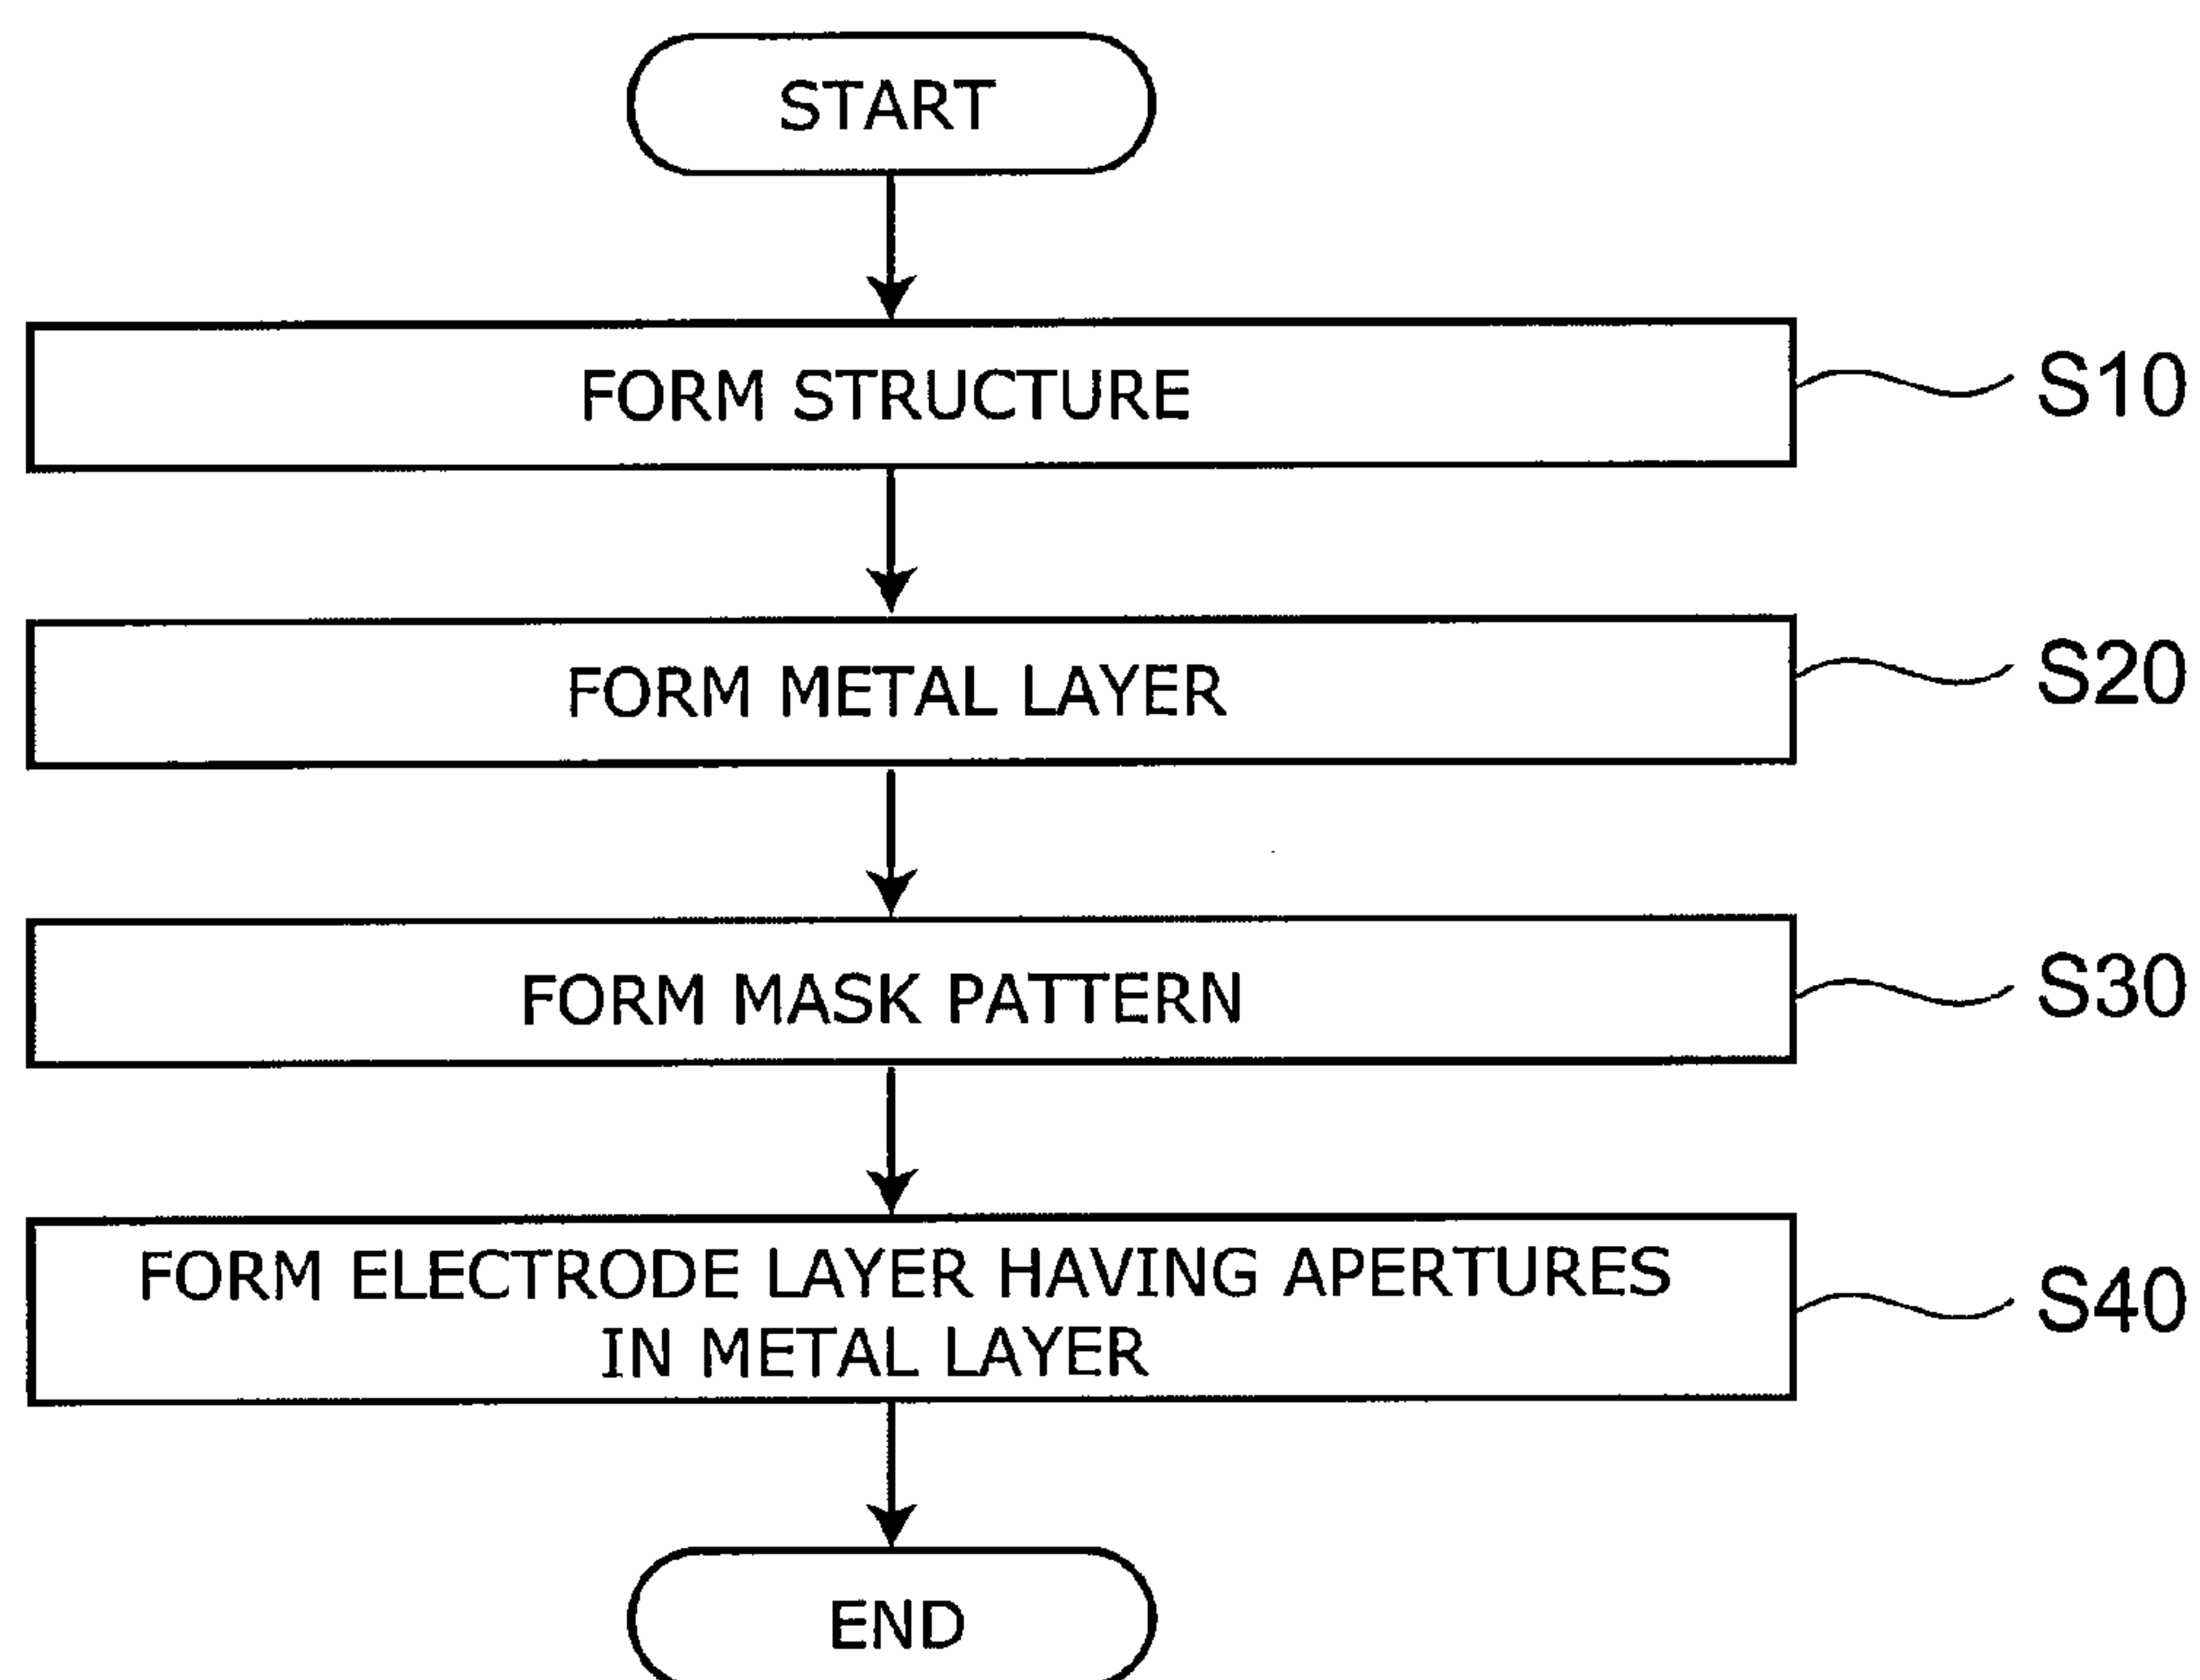 START
FORM STRUCTURE
S10
FORM METAL LAYER
S20
FORM MASK PATTERN
S30
FORM ELECTRODE LAYER HAVING APERTURES
IN METAL LAYER
S40
END